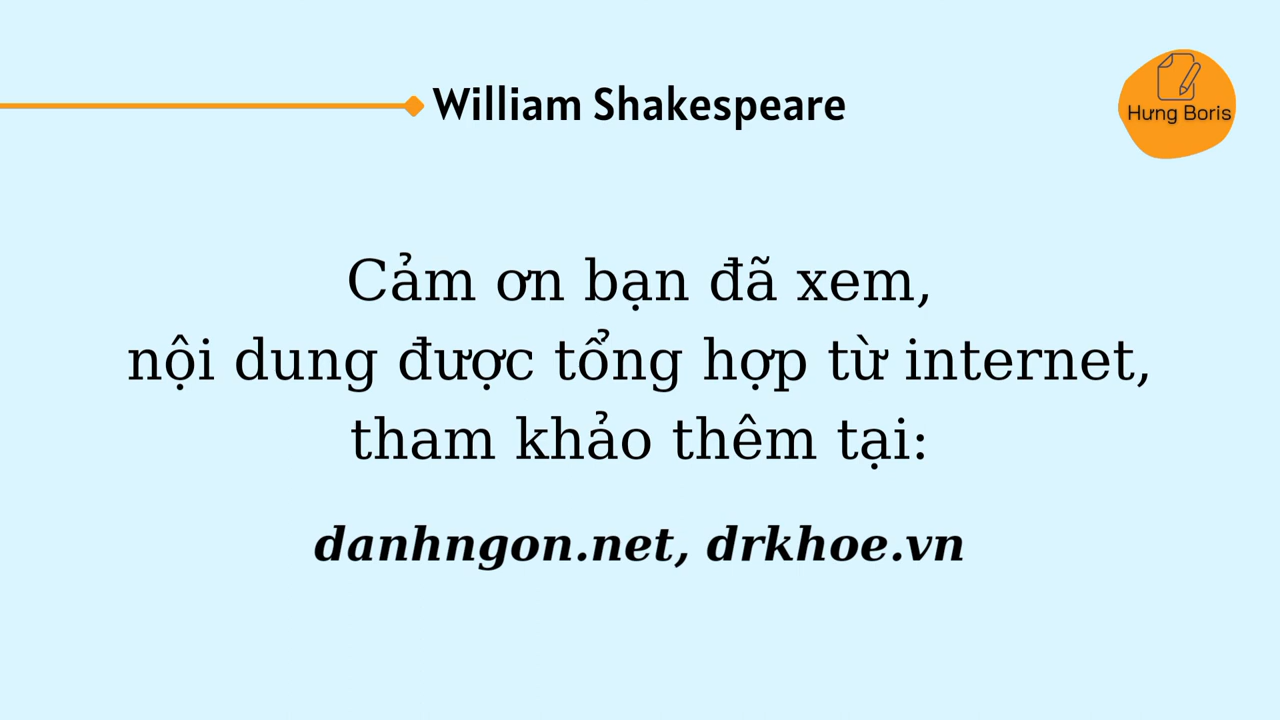 William Shakespeare
Hưng Boris
Cảm ơn bạn đã xem,
nội dung được tổng hợp từ internet,
tham khảo thêm tại:
danhngon.net, drkhoe.vn